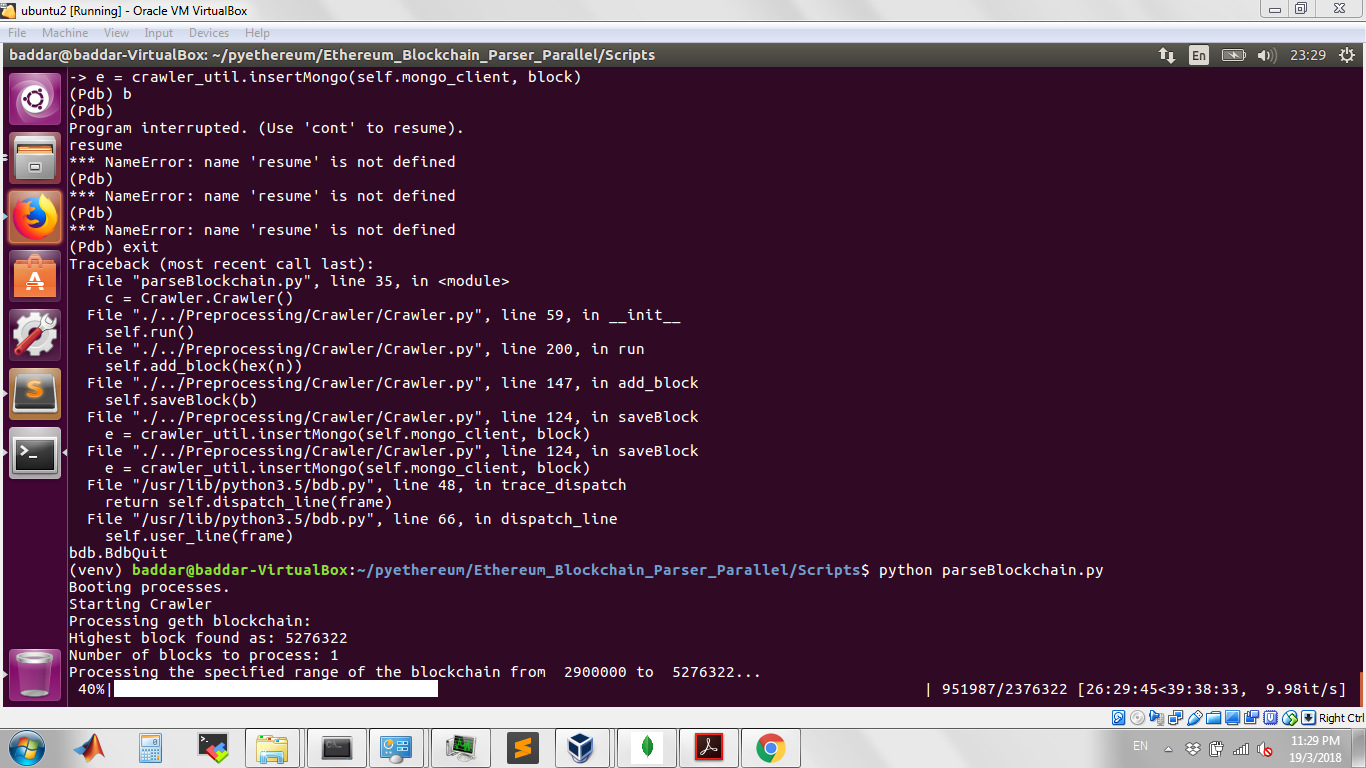 ubuntu2 [Running] - Oracle VM VirtualBox
File Machine View Input Devices Help
baddar@baddar-VirtualBox: ~/pyethereum/Ethereum_Blockchain_Parser_Parallel/Scripts En 23:29
-> e = crawler_util.insertMongo(self.mongo_client, block)
(Pdb) b
(Pdb)
Program interrupted. (Use 'cont' to resume).
resume
*** NameError: name 'resume' is not defined
(Pdb)
*** NameError: name 'resume' is not defined
(Pdb)
*** NameError: name 'resume' is not defined
(Pdb) exit
Traceback (most recent call last):
  File "parseBlockchain.py", line 35, in <module>
    c = Crawler.Crawler()
  File "./../Preprocessing/Crawler/Crawler.py", line 59, in __init__
    self.run()
  File "./../Preprocessing/Crawler/Crawler.py", line 200, in run
    self.add_block(hex(n))
  File "./../Preprocessing/Crawler/Crawler.py", line 147, in add_block
    self.saveBlock(b)
  File "./../Preprocessing/Crawler/Crawler.py", line 124, in saveBlock
    e = crawler_util.insertMongo(self.mongo_client, block)
  File "./../Preprocessing/Crawler/Crawler.py", line 124, in saveBlock
    e = crawler_util.insertMongo(self.mongo_client, block)
  File "/usr/lib/python3.5/bdb.py", line 48, in trace_dispatch
    return self.dispatch_line(frame)
  File "/usr/lib/python3.5/bdb.py", line 66, in dispatch_line
    self.user_line(frame)
bdb.BdbQuit
(venv) baddar@baddar-VirtualBox:~/pyethereum/Ethereum_Blockchain_Parser_Parallel/Scripts$ python parseBlockchain.py
Booting processes.
Starting Crawler
Processing geth blockchain:
Highest block found as: 5276322
Number of blocks to process: 1
Processing the specified range of the blockchain from  2900000 to  5276322...
 40%| | 951987/2376322 [26:29:45<39:38:33,  9.98it/s]
Right Ctrl
EN 11:29 PM
19/3/2018